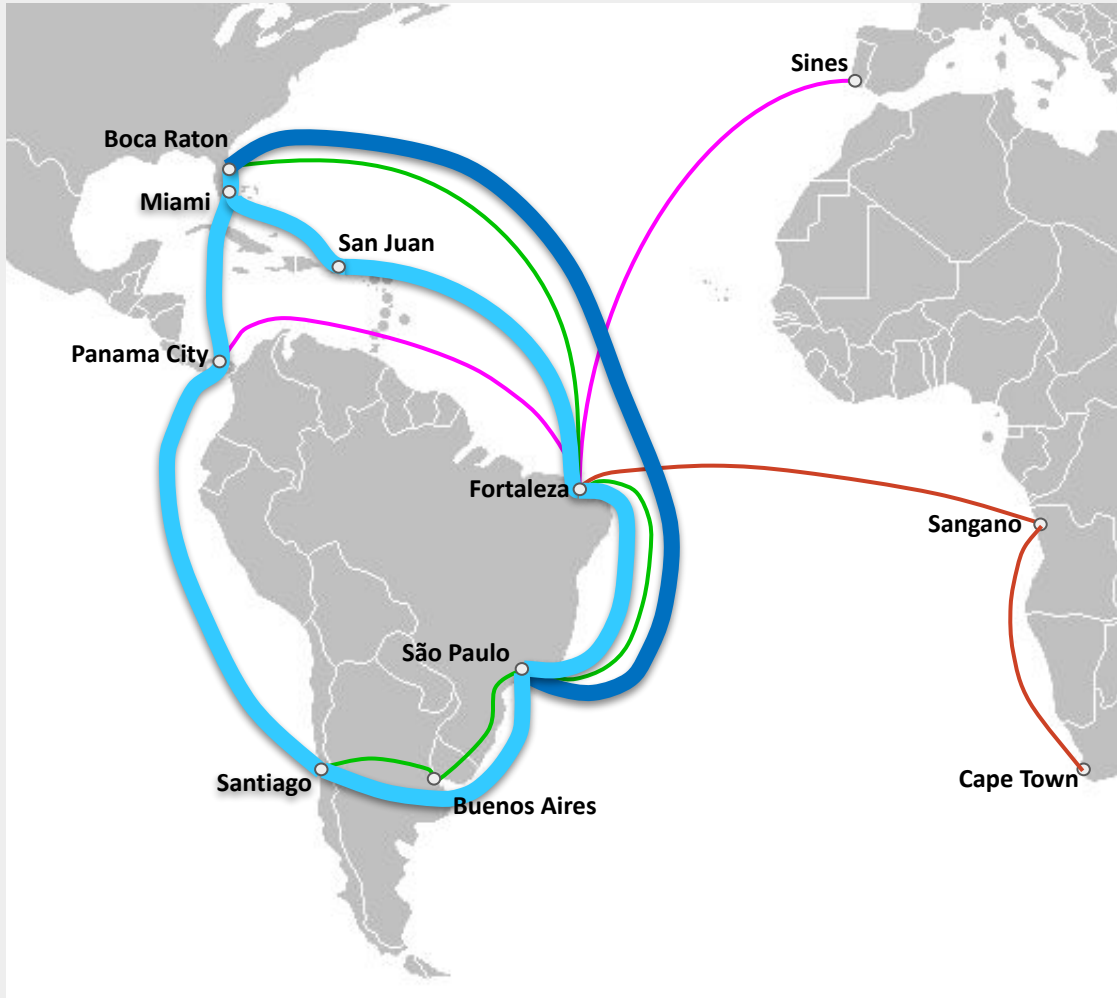 Sines
Boca Raton
Miami
San Juan
Panama City
Fortaleza
Sangano
São Paulo
Santiago
Buenos Aires
Cape Town